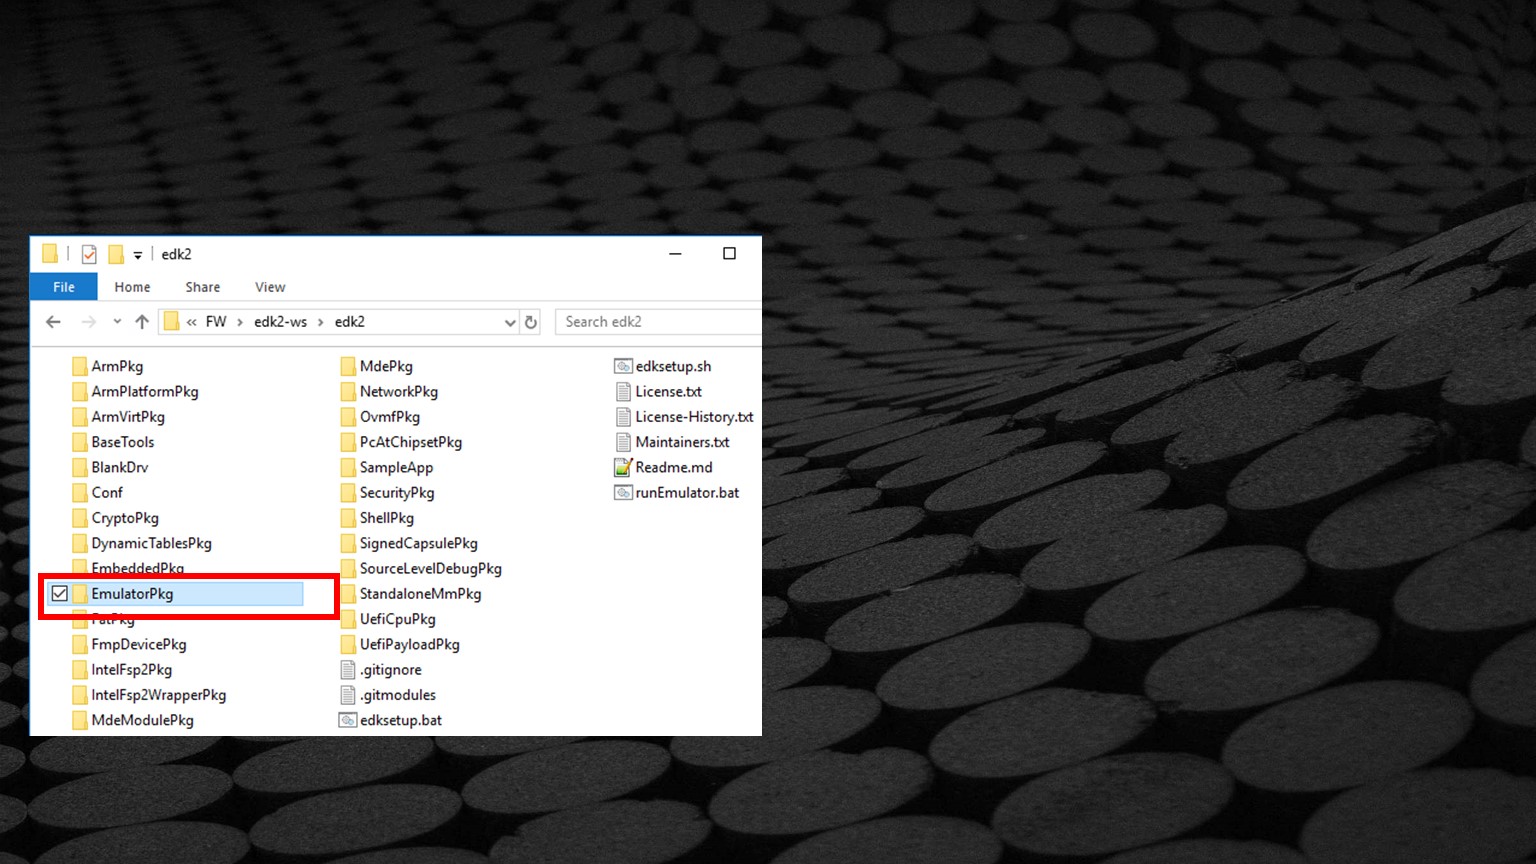 edk2
File Home Share View
« FW > edk2-ws > edk2
Search edk2
ArmPkg
ArmPlatformPkg
ArmVirtPkg
BaseTools
BlankDrv
Conf
CryptoPkg
DynamicTablesPkg
EmbeddedPkg
EmulatorPkg
FatPkg
FmpDevicePkg
IntelFsp2Pkg
IntelFsp2WrapperPkg
MdeModulePkg
MdePkg
NetworkPkg
OvmfPkg
PcAtChipsetPkg
SampleApp
SecurityPkg
ShellPkg
SignedCapsulePkg
SourceLevelDebugPkg
StandaloneMmPkg
UefiCpuPkg
UefiPayloadPkg
.gitignore
.gitmodules
edksetup.bat
edksetup.sh
License.txt
License-History.txt
Maintainers.txt
Readme.md
runEmulator.bat